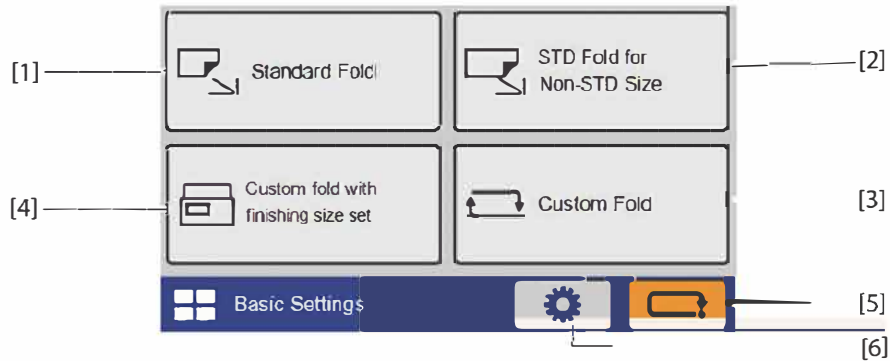 [1]
Standard Fold
STD Fold for
Non-STD Size
[2]
[4]
Custom fold with
finishing size set
Custom Fold
[3]
Basic Settings
[5]
[6]